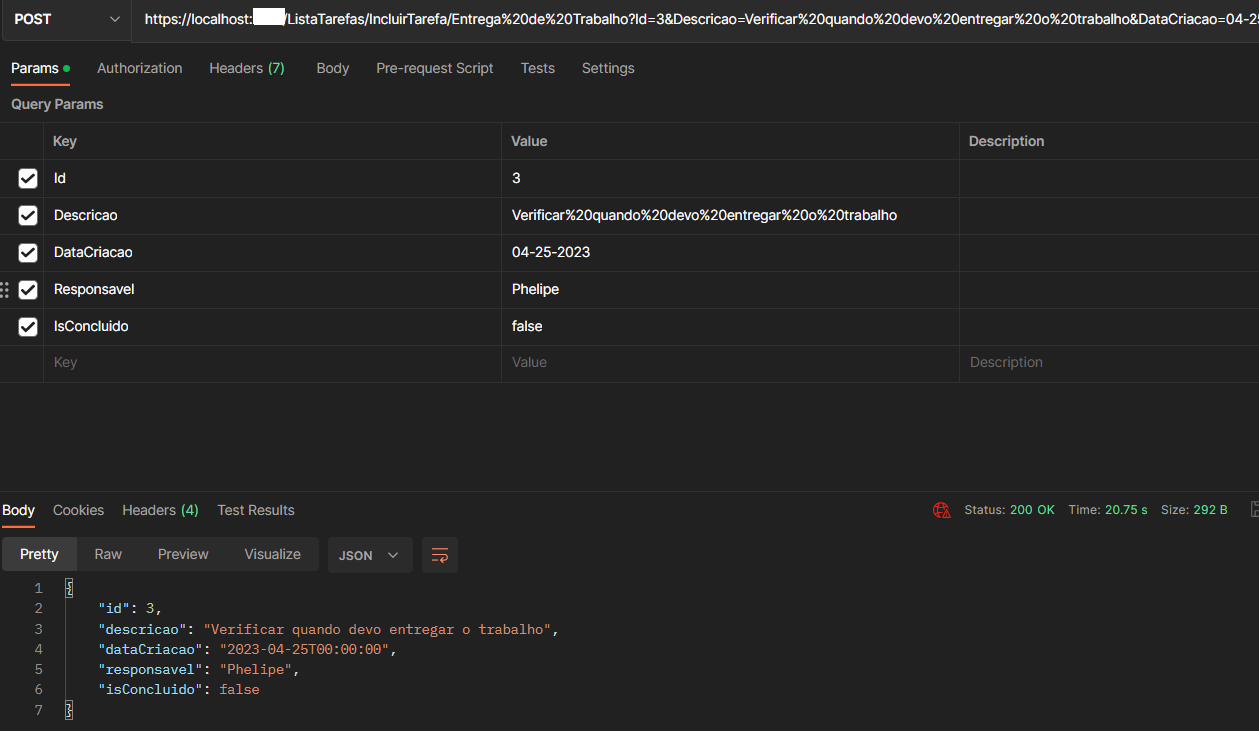 POST https://localhost: /ListaTarefas/IncluirTarefa/Entrega%20de%20Trabalho?Id=3&Descricao=Verificar%20quando%20devo%20entregar%20o%20trabalho&DataCriacao=04-25
Params Authorization Headers (7) Body Pre-request Script Tests Settings
Query Params
Key Value Description
Id 3
Descricao Verificar%20quando%20devo%20entregar%20o%20trabalho
DataCriacao 04-25-2023
Responsavel Phelipe
IsConcluido false
Key Value Description
Body Cookies Headers (4) Test Results Status: 200 OK Time: 20.75 s Size: 292 B
Pretty Raw Preview Visualize JSON
1 {
2 "id": 3,
3 "descricao": "Verificar quando devo entregar o trabalho",
4 "dataCriacao": "2023-04-25T00:00:00",
5 "responsavel": "Phelipe",
6 "isConcluido": false
7 }